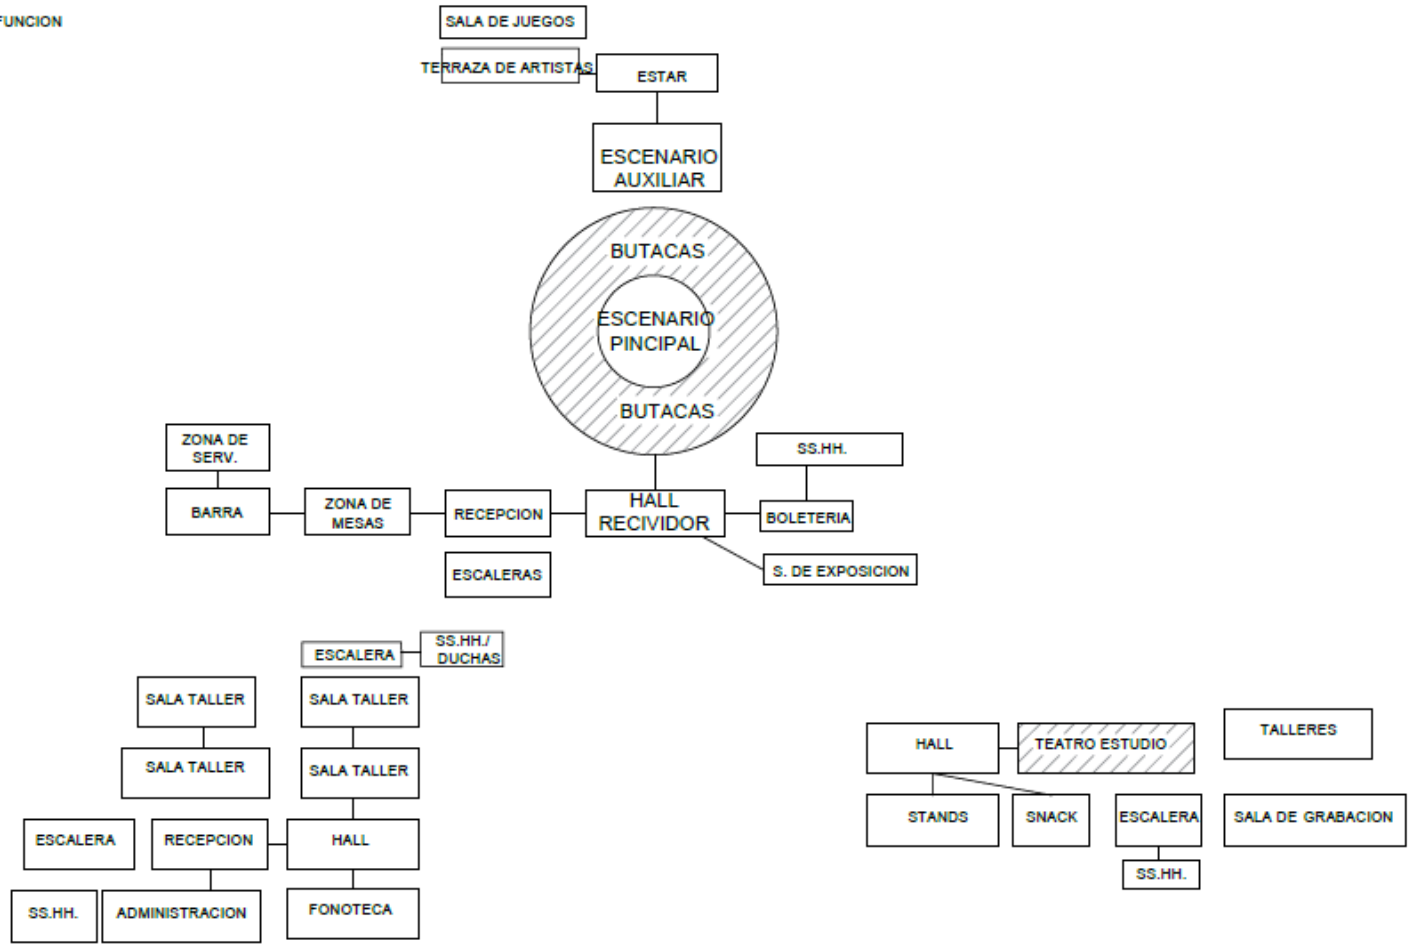 FUNCION
SALA DE JUEGOS
TERRAZA DE ARTISTAS
ESTAR
ESCENARIO
AUXILIAR
BUTACAS
ESCENARIO
PINCIPAL
BUTACAS
ZONA DE
SERV.
SS.HH.
BARRA
ZONA DE
MESAS
RECEPCION
HALL
RECIVIDOR
BOLETERIA
ESCALERAS
S. DE EXPOSICION
ESCALERA
SS.HH./
DUCHAS
SALA TALLER
SALA TALLER
SALA TALLER
SALA TALLER
ESCALERA
RECEPCION
HALL
SS.HH.
ADMINISTRACION
FONOTECA
HALL
TEATRO ESTUDIO
TALLERES
STANDS
SNACK
ESCALERA
SALA DE GRABACION
SS.HH.